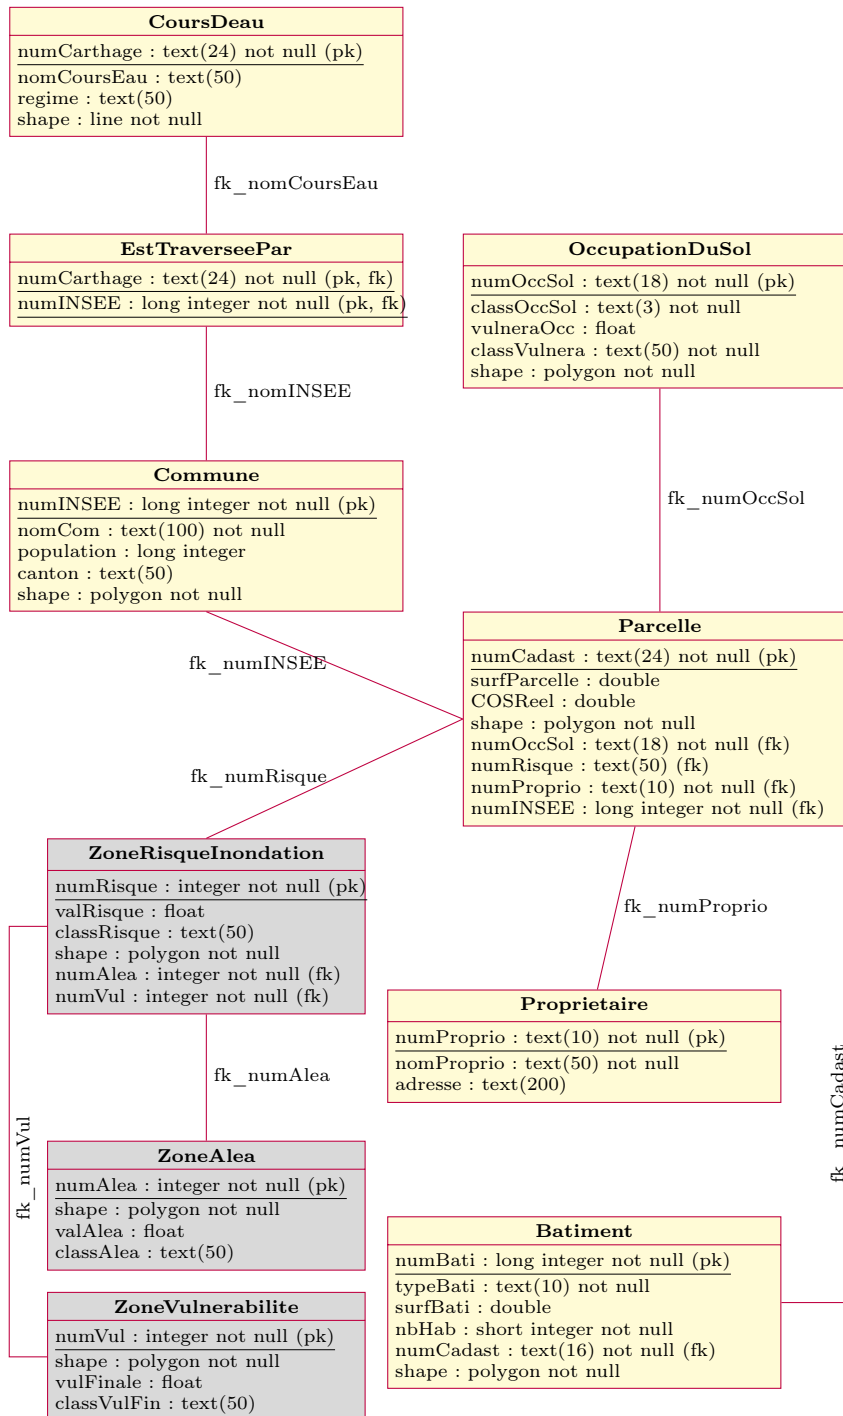 CoursDeau
numCarthage : text(24) not null (pk)
nomCoursEau : text(50)
regime : text(50)
shape : line not null
fk_nomCoursEau
EstTraverseePar
numCarthage : text(24) not null (pk, fk)
numINSEE : long integer not null (pk, fk)
fk_nomINSEE
Commune
numINSEE : long integer not null (pk)
nomCom : text(100) not null
population : long integer
canton : text(50)
shape : polygon not null
OccupationDuSol
numOccSol : text(18) not null (pk)
classOccSol : text(3) not null
vulneraOcc : float
classVulnera : text(50) not null
shape : polygon not null
fk_numOccSol
fk_numINSEE
Parcelle
numCadast : text(24) not null (pk)
surfParcelle : double
COSReel : double
shape : polygon not null
numOccSol : text(18) not null (fk)
numRisque : text(50) (fk)
numProprio : text(10) not null (fk)
numINSEE : long integer not null (fk)
fk_numRisque
ZoneRisqueInondation
numRisque : integer not null (pk)
valRisque : float
classRisque : text(50)
shape : polygon not null
numAlea : integer not null (fk)
numVul : integer not null (fk)
fk_numProprio
Proprietaire
numProprio : text(10) not null (pk)
nomProprio : text(50) not null
adresse : text(200)
fk_numAlea
fk_numVul
fk_numCadast
ZoneAlea
numAlea : integer not null (pk)
shape : polygon not null
valAlea : float
classAlea : text(50)
Batiment
numBati : long integer not null (pk)
typeBati : text(10) not null
surfBati : double
nbHab : short integer not null
numCadast : text(16) not null (fk)
shape : polygon not null
ZoneVulnerabilite
numVul : integer not null (pk)
shape : polygon not null
vulFinale : float
classVulFin : text(50)